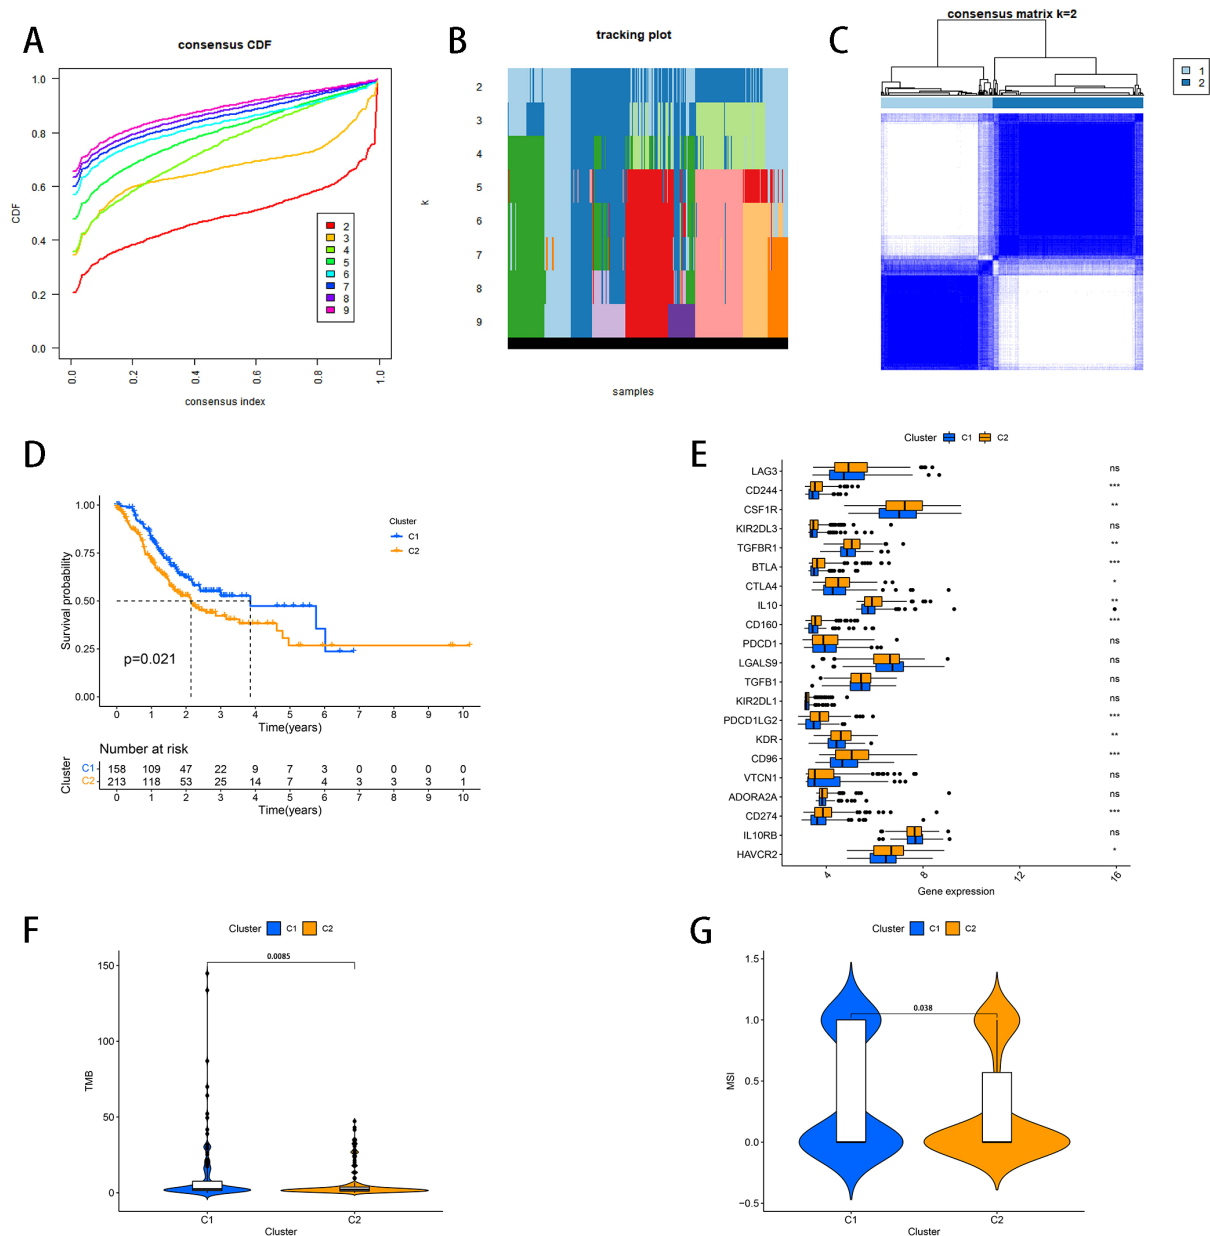 A
consensus CDF
CDF
1.0
0.8
0.6
0.4
0.2
0.0
0.0
0.2
0.4
0.6
0.8
1.0
consensus index
2
3
4
5
6
7
8
9
B
tracking plot
k
2
3
4
5
6
7
8
9
samples
C
consensus matrix k=2
1
2
D
Survival probability
1.00
0.75
0.50
0.25
0.00
Cluster
C1
C2
p=0.021
0 1 2 3 4 5 6 7 8 9 10
Time(years)
Number at risk
Cluster
C1 158 109 47 22 9 7 3 0 0 0 0
C2 213 118 53 25 14 7 4 3 3 3 1
0 1 2 3 4 5 6 7 8 9 10
Time(years)
E
Cluster C1 C2
LAG3 ns
CD244 ***
CSF1R **
KIR2DL3 ns
TGFBR1 **
BTLA ***
CTLA4 *
IL10 **
CD160 ***
PDCD1 ns
LGALS9 ns
TGFB1 ns
KIR2DL1 ns
PDCD1LG2 ***
KDR **
CD96 ***
VTCN1 ns
ADORA2A ns
CD274 ***
IL10RB ns
HAVCR2 *
4 8 12 16
Gene expression
F
Cluster C1 C2
0.0085
TMB
150
100
50
0
C1 C2
Cluster
G
Cluster C1 C2
0.038
MSI
1.5
1.0
0.5
0.0
−0.5
C1 C2
Cluster